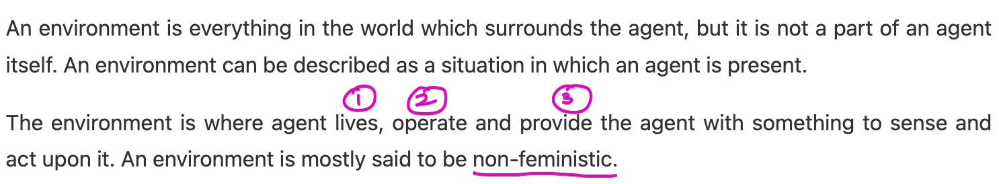 An environment is everything in the world which surrounds the agent, but it is not a part of an agent
itself. An environment can be described as a situation in which an agent is present.
1 2 3
The environment is where agent lives, operate and provide the agent with something to sense and
act upon it. An environment is mostly said to be non-feministic.